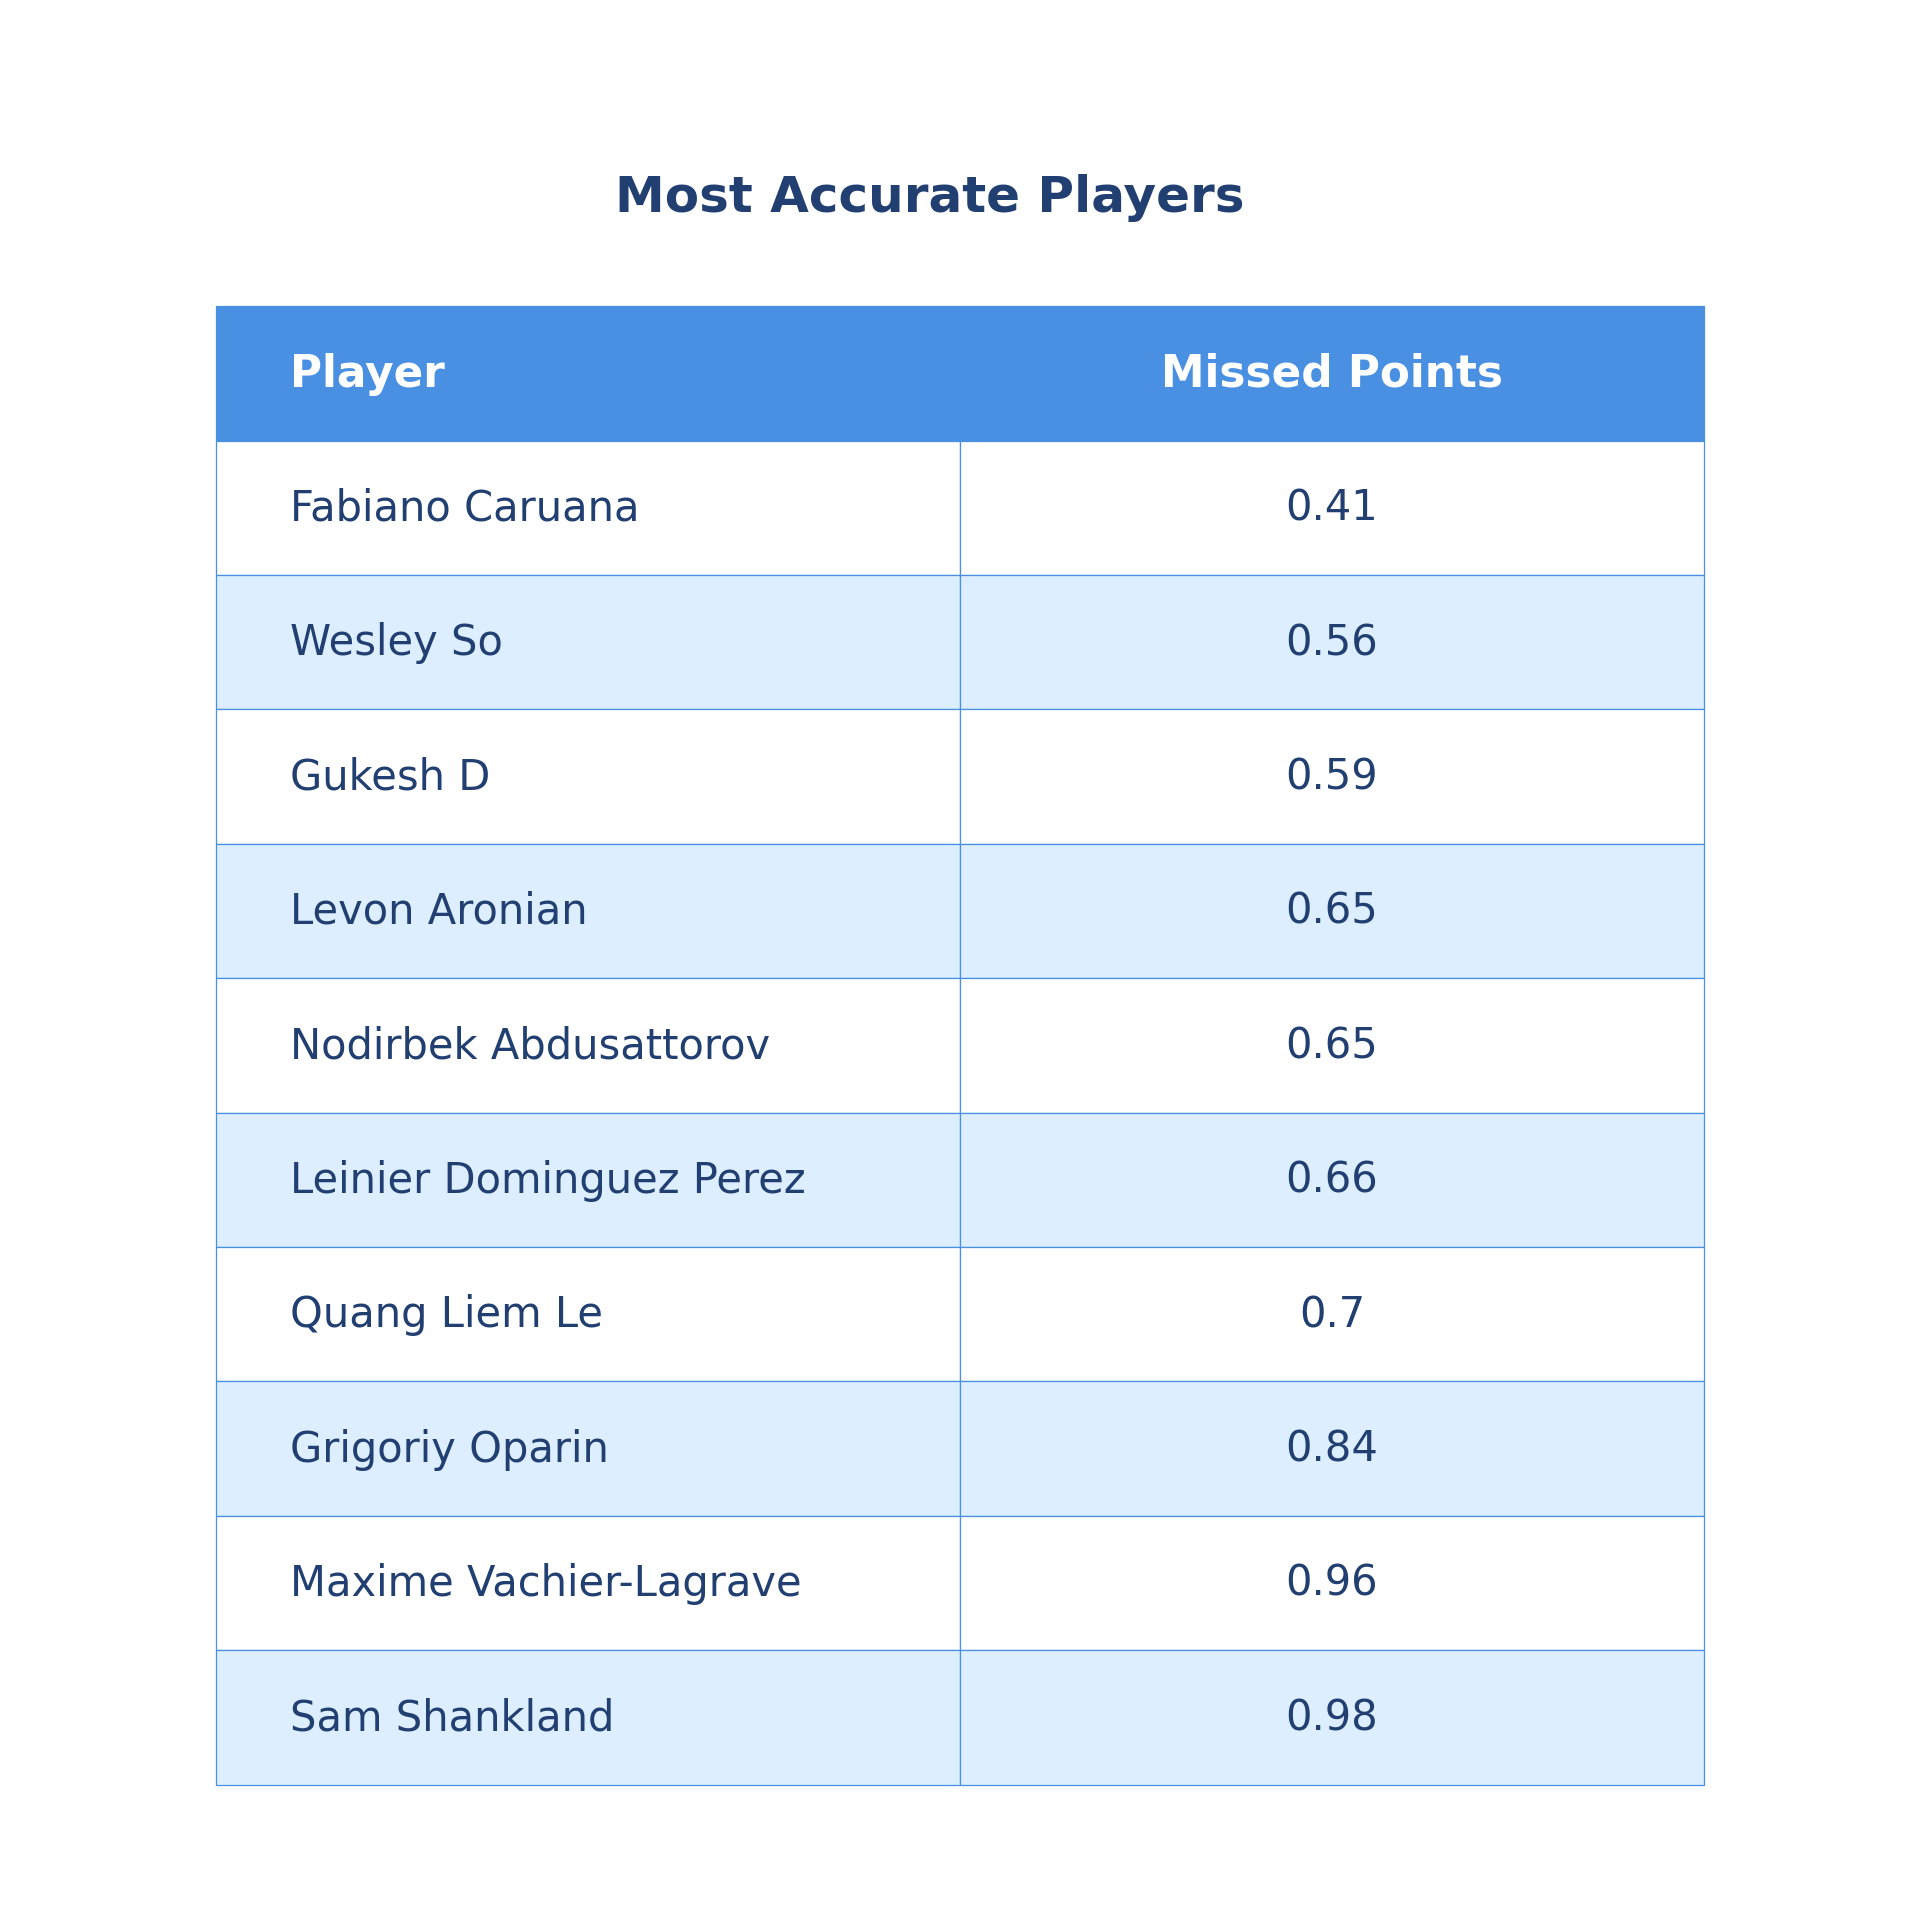 Most Accurate Players
Player Missed Points
Fabiano Caruana 0.41
Wesley So 0.56
Gukesh D 0.59
Levon Aronian 0.65
Nodirbek Abdusattorov 0.65
Leinier Dominguez Perez 0.66
Quang Liem Le 0.7
Grigoriy Oparin 0.84
Maxime Vachier-Lagrave 0.96
Sam Shankland 0.98